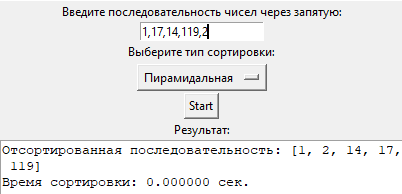 Введите последовательность чисел через запятую:
1,17,14,119,2
Выберите тип сортировки:
Пирамидальная
Start
Результат:
Отсортированная последовательность: [1, 2, 14, 17,
119]
Время сортировки: 0.000000 сек.